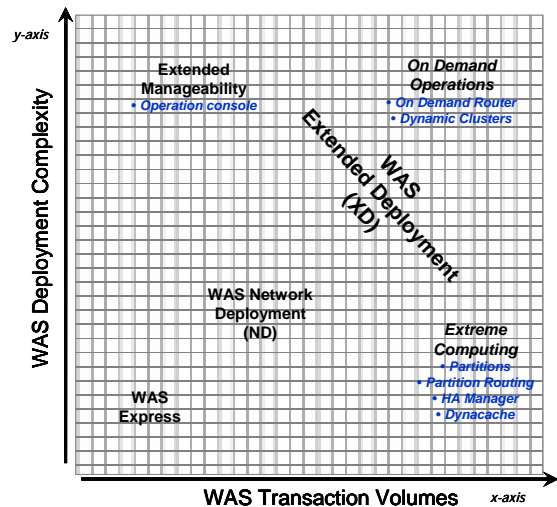 y-axis
WAS Deployment Complexity
Extended
Manageability
• Operation console
On Demand
Operations
• On Demand Router
• Dynamic Clusters
WAS
Extended Deployment
(XD)
WAS Network
Deployment
(ND)
Extreme
Computing
• Partitions
• Partition Routing
• HA Manager
• Dynacache
WAS
Express
WAS Transaction Volumes
x-axis